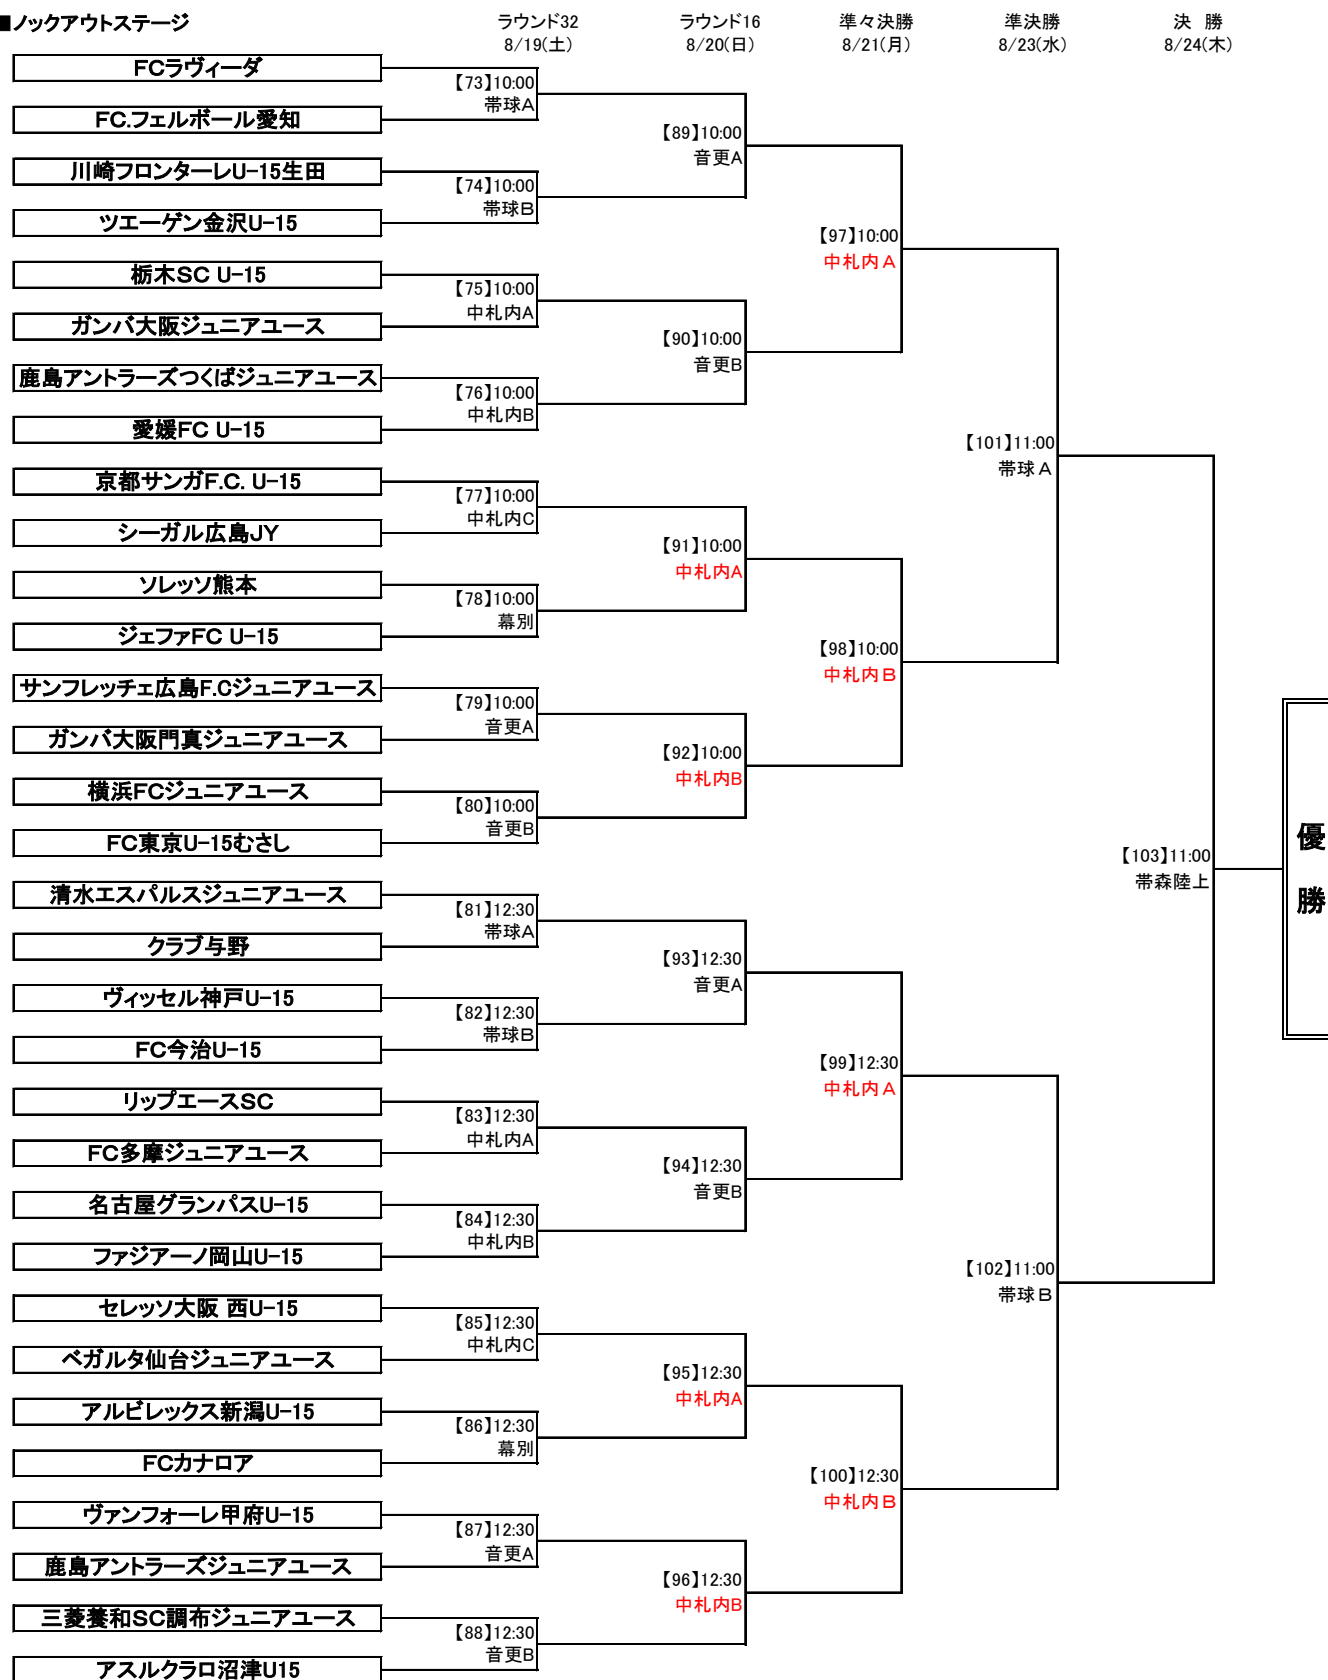 ■ノックアウトステージ
ラウンド32
8/19(土)
ラウンド16
8/20(日)
準々決勝
8/21(月)
準決勝
8/23(水)
決 勝
8/24(木)
FCラヴィーダ
【73】10:00
帯球A
FC.フェルボール愛知
【89】10:00
音更A
川崎フロンターレU-15生田
【74】10:00
帯球B
ツエーゲン金沢U-15
【97】10:00
中札内A
栃木SC U-15
【75】10:00
中札内A
ガンバ大阪ジュニアユース
【90】10:00
音更B
鹿島アントラーズつくばジュニアユース
【76】10:00
中札内B
愛媛FC U-15
【101】11:00
帯球A
京都サンガF.C. U-15
【77】10:00
中札内C
シーガル広島JY
【91】10:00
中札内A
ソレッソ熊本
【78】10:00
幕別
ジェファFC U-15
【98】10:00
中札内B
サンフレッチェ広島F.Cジュニアユース
【79】10:00
音更A
ガンバ大阪門真ジュニアユース
【92】10:00
中札内B
横浜FCジュニアユース
【80】10:00
音更B
FC東京U-15むさし
【103】11:00
帯森陸上
優
勝
清水エスパルスジュニアユース
【81】12:30
帯球A
クラブ与野
【93】12:30
音更A
ヴィッセル神戸U-15
【82】12:30
帯球B
FC今治U-15
【99】12:30
中札内A
リップエースSC
【83】12:30
中札内A
FC多摩ジュニアユース
【94】12:30
音更B
名古屋グランパスU-15
【84】12:30
中札内B
ファジアーノ岡山U-15
【102】11:00
帯球B
セレッソ大阪 西U-15
【85】12:30
中札内C
ベガルタ仙台ジュニアユース
【95】12:30
中札内A
アルビレックス新潟U-15
【86】12:30
幕別
FCカナロア
【100】12:30
中札内B
ヴァンフォーレ甲府U-15
【87】12:30
音更A
鹿島アントラーズジュニアユース
【96】12:30
中札内B
三菱養和SC調布ジュニアユース
【88】12:30
音更B
アスルクラロ沼津U15